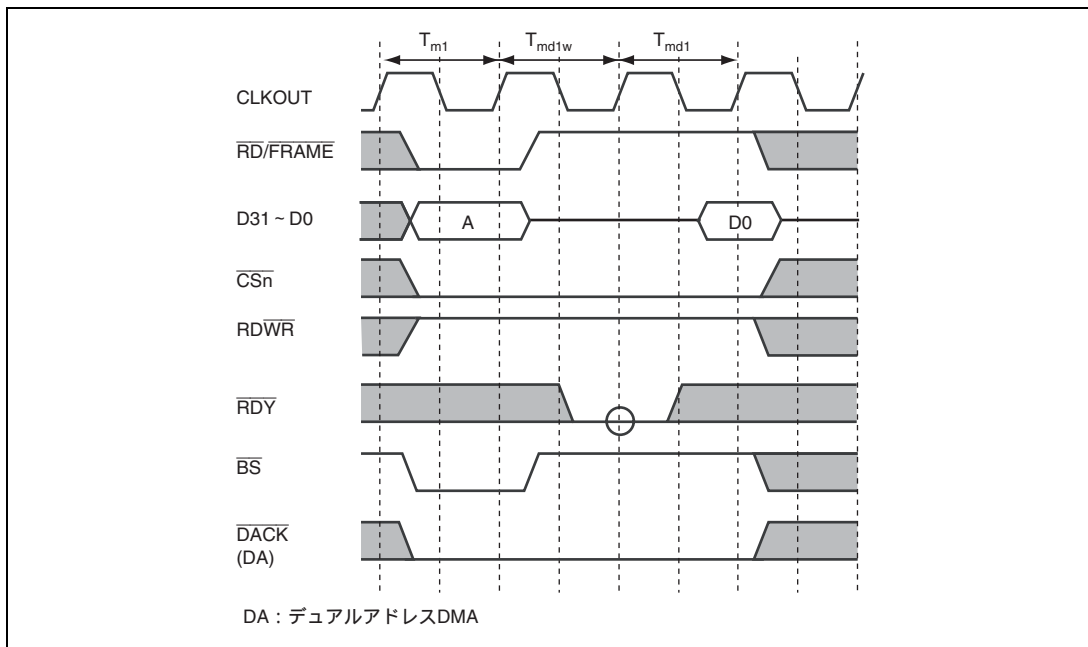 Tm1 Tmd1w Tmd1
CLKOUT
RD/FRAME
D31 ~ D0 A D0
CSn
RDWR
RDY
BS
DACK
(DA)
DA : デュアルアドレスDMA